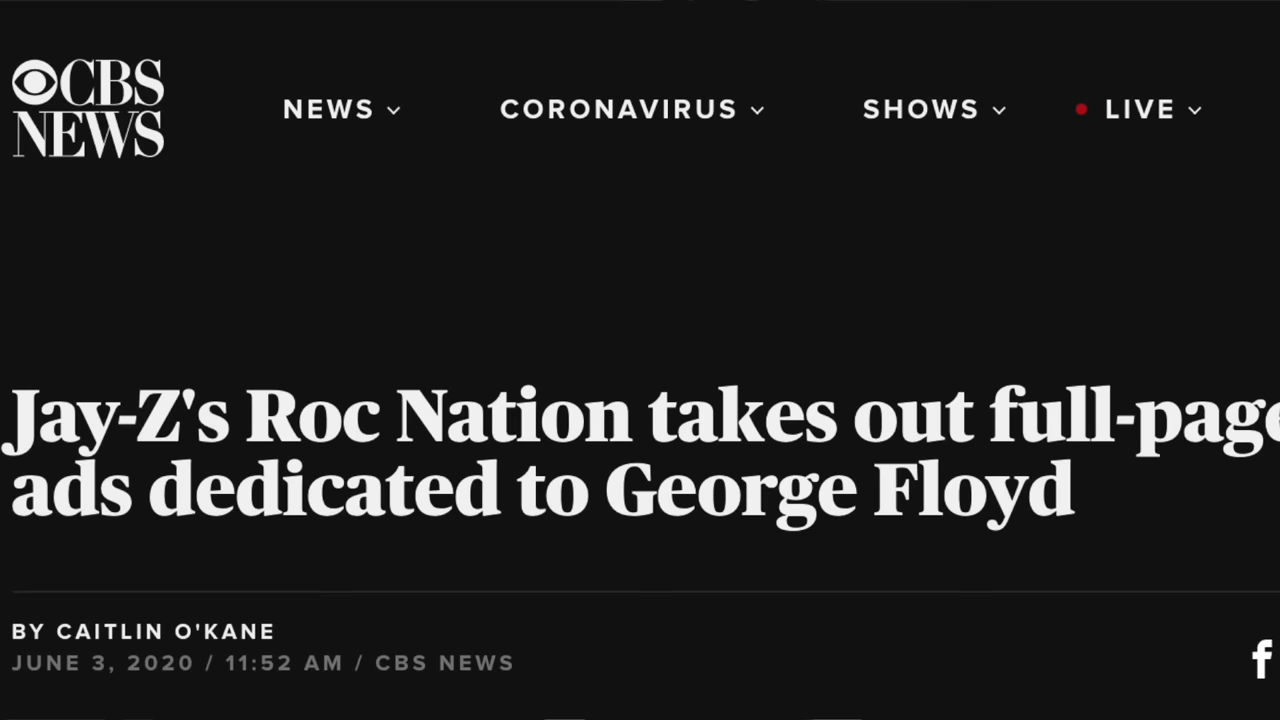 CBS
NEWS
NEWS
CORONAVIRUS
SHOWS
LIVE
Jay-Z's Roc Nation takes out full-page
ads dedicated to George Floyd
BY CAITLIN O'KANE
JUNE 3, 2020 / 11:52 AM / CBS NEWS
f